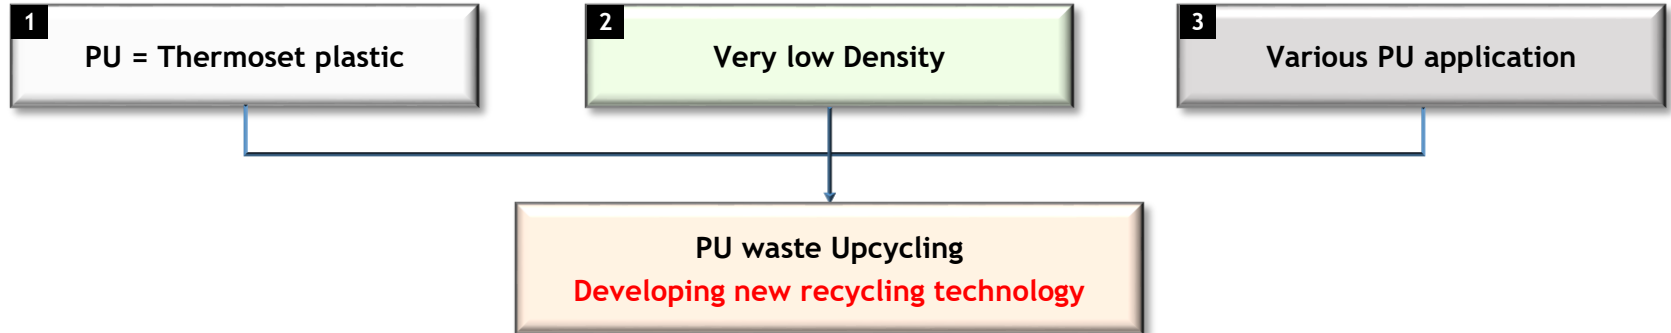 1
PU = Thermoset plastic
2
Very low Density
3
Various PU application
PU waste Upcycling
Developing new recycling technology